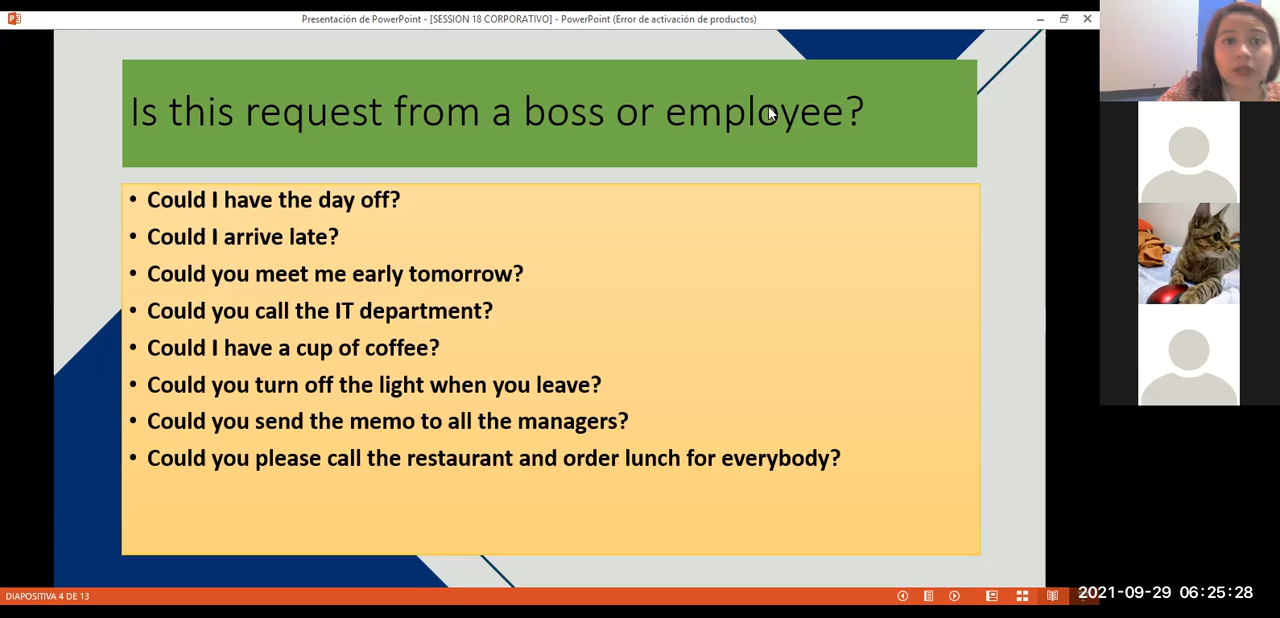 Presentación de PowerPoint - [SESSION 18 CORPORATIVO] - PowerPoint (Error de activación de productos)
Is this request from a boss or employee?
• Could I have the day off?
• Could I arrive late?
• Could you meet me early tomorrow?
• Could you call the IT department?
• Could I have a cup of coffee?
• Could you turn off the light when you leave?
• Could you send the memo to all the managers?
• Could you please call the restaurant and order lunch for everybody?
DIAPOSITIVA 4 DE 13
2021-09-29 06:25:28